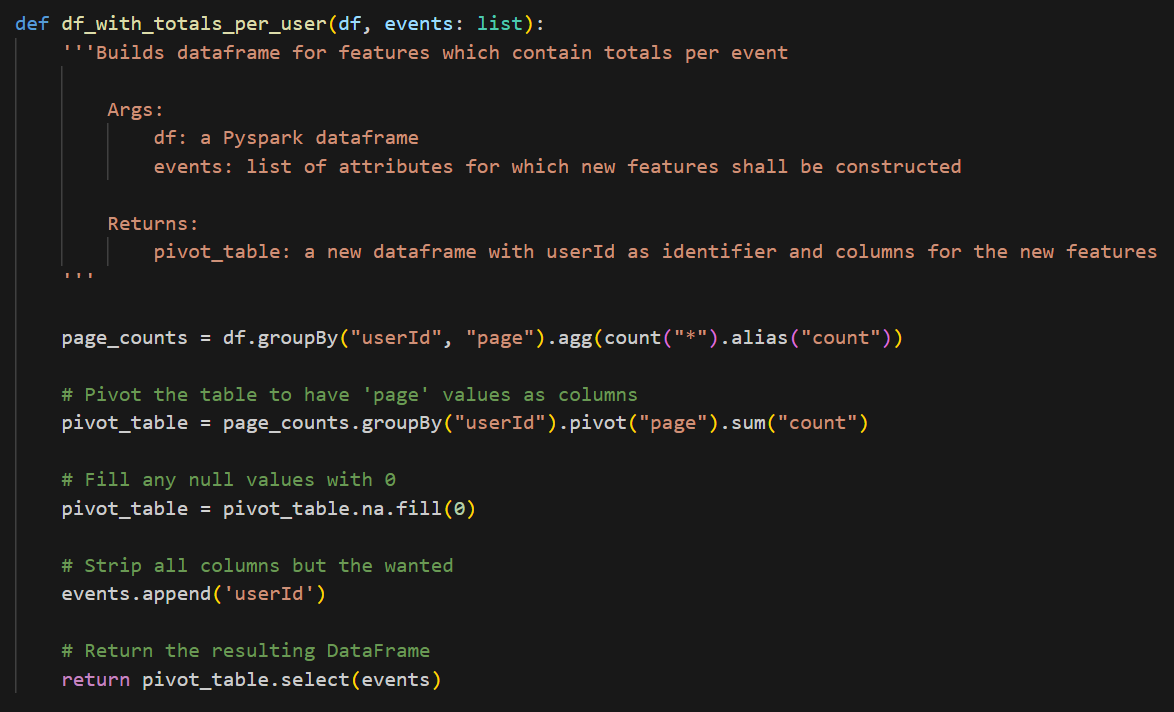 def df_with_totals_per_user(df, events: list):
    '''Builds dataframe for features which contain totals per event

        Args:
            df: a Pyspark dataframe
            events: list of attributes for which new features shall be constructed

        Returns:
            pivot_table: a new dataframe with userId as identifier and columns for the new features
    '''

    page_counts = df.groupBy("userId", "page").agg(count("*").alias("count"))

    # Pivot the table to have 'page' values as columns
    pivot_table = page_counts.groupBy("userId").pivot("page").sum("count")

    # Fill any null values with 0
    pivot_table = pivot_table.na.fill(0)

    # Strip all columns but the wanted
    events.append('userId')

    # Return the resulting DataFrame
    return pivot_table.select(events)